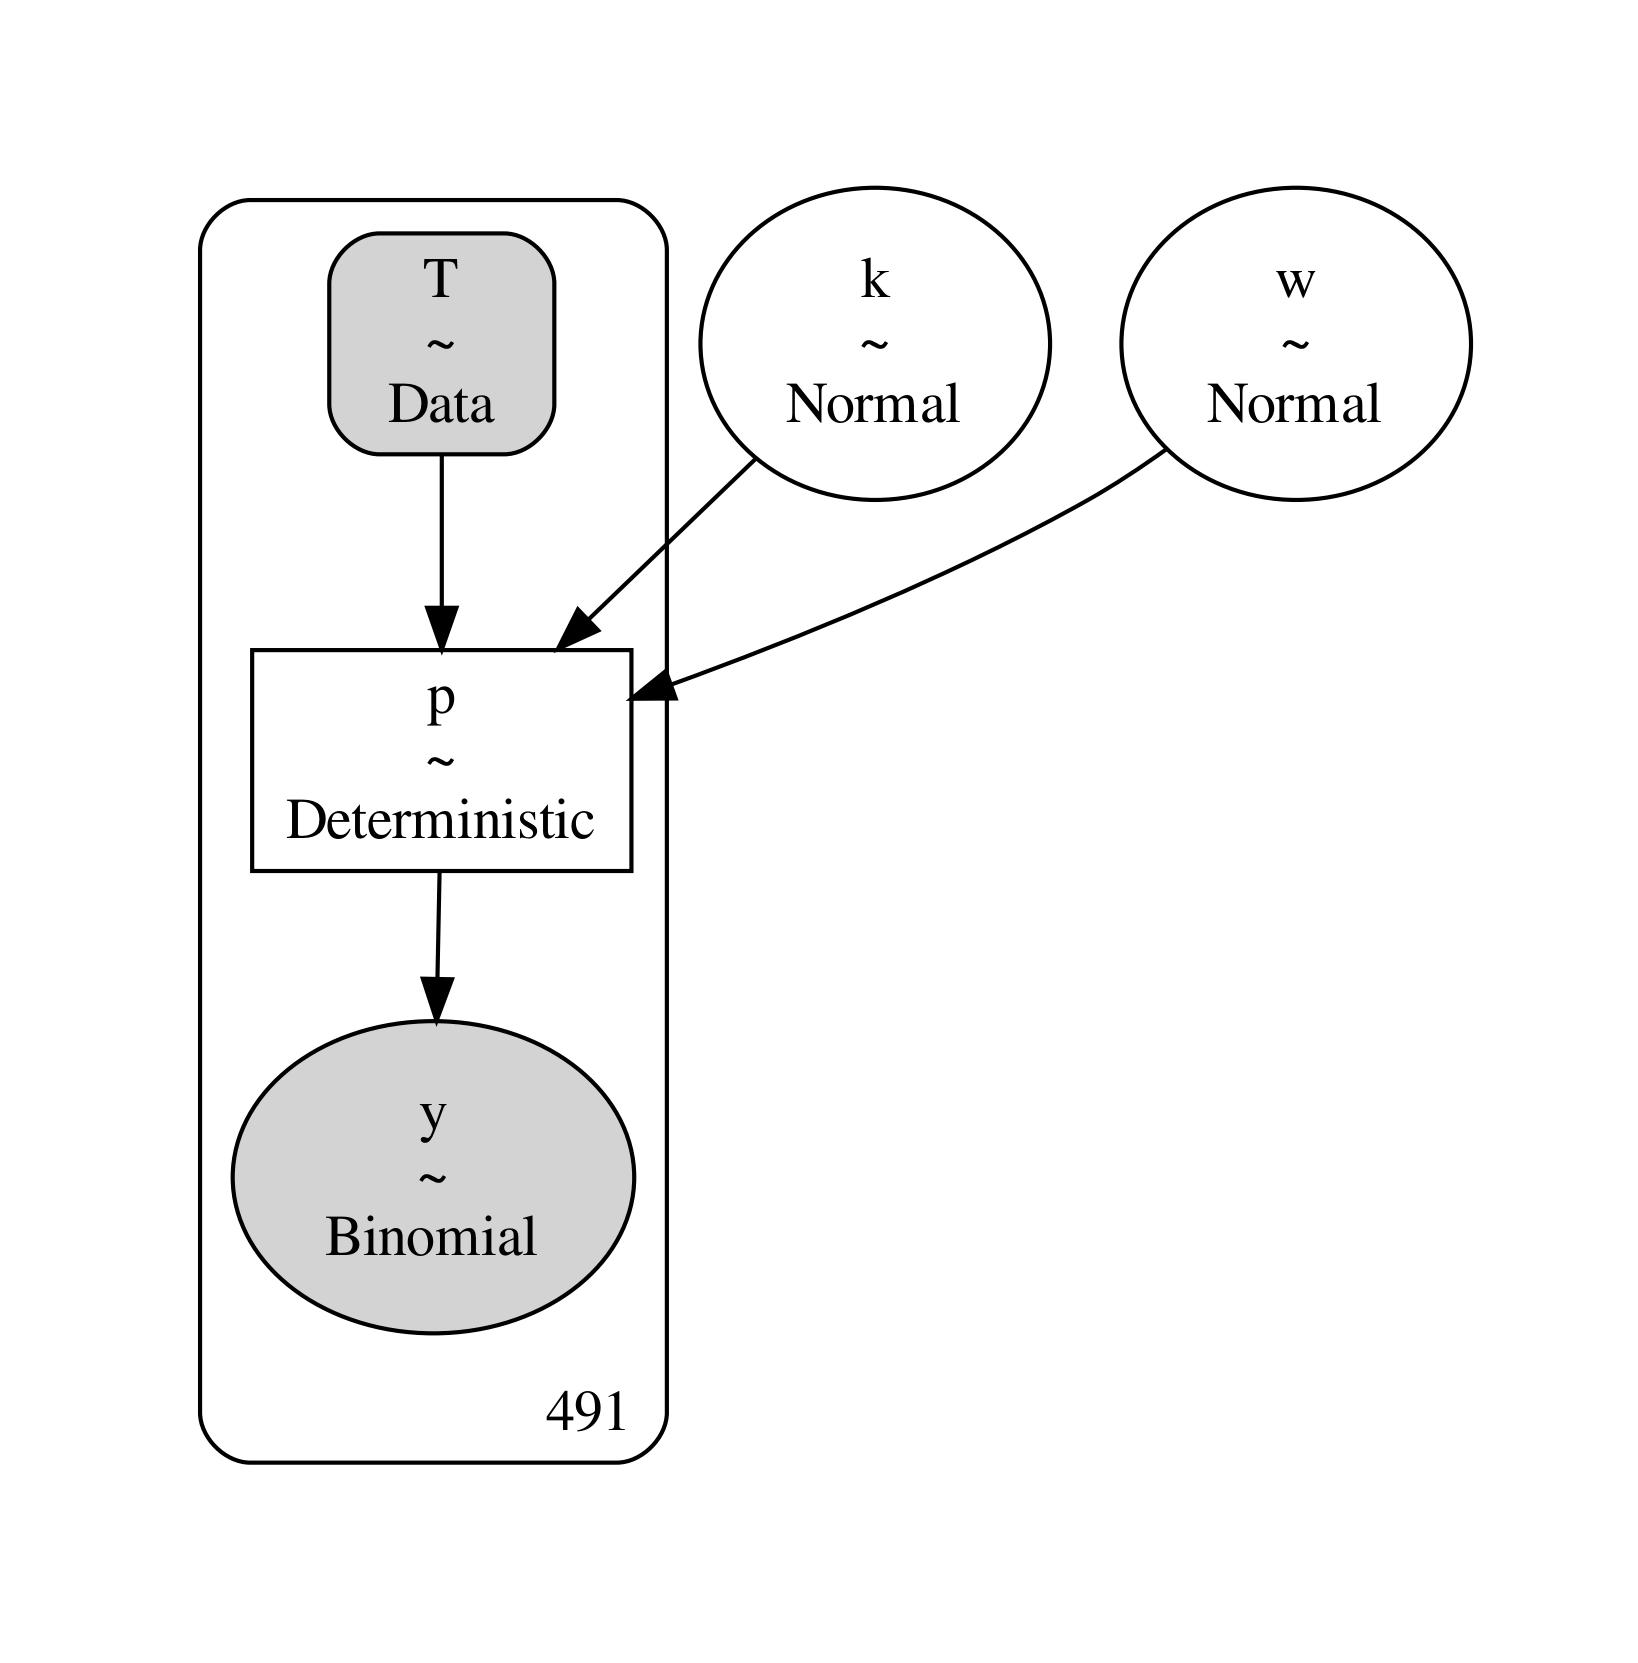 T
~
Data
k
~
Normal
w
~
Normal
p
~
Deterministic
y
~
Binomial
491